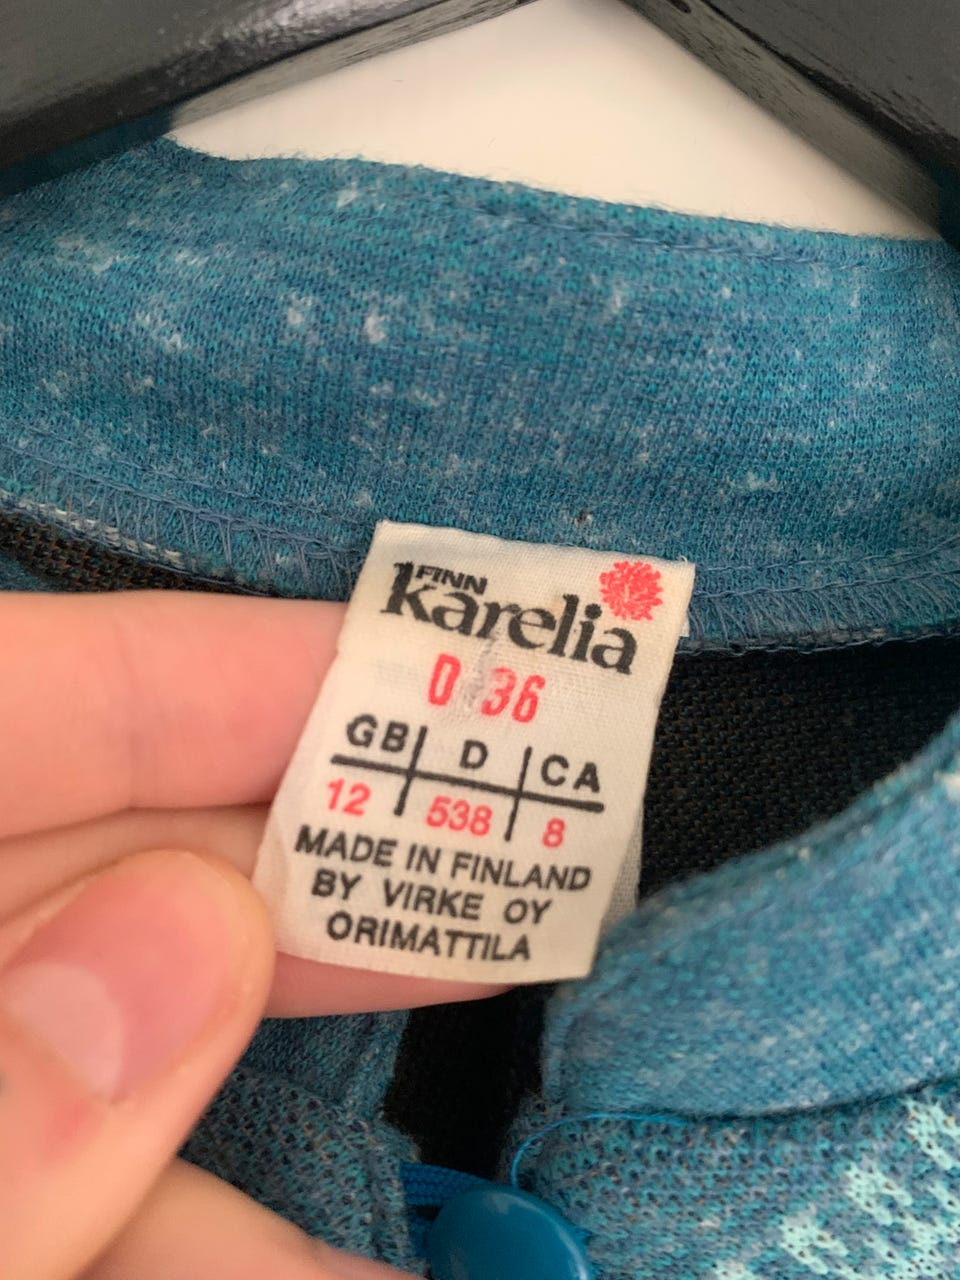 FINN
Karelia
D 36
GB D CA
12 538 8
MADE IN FINLAND
BY VIRKE OY
ORIMATTILA